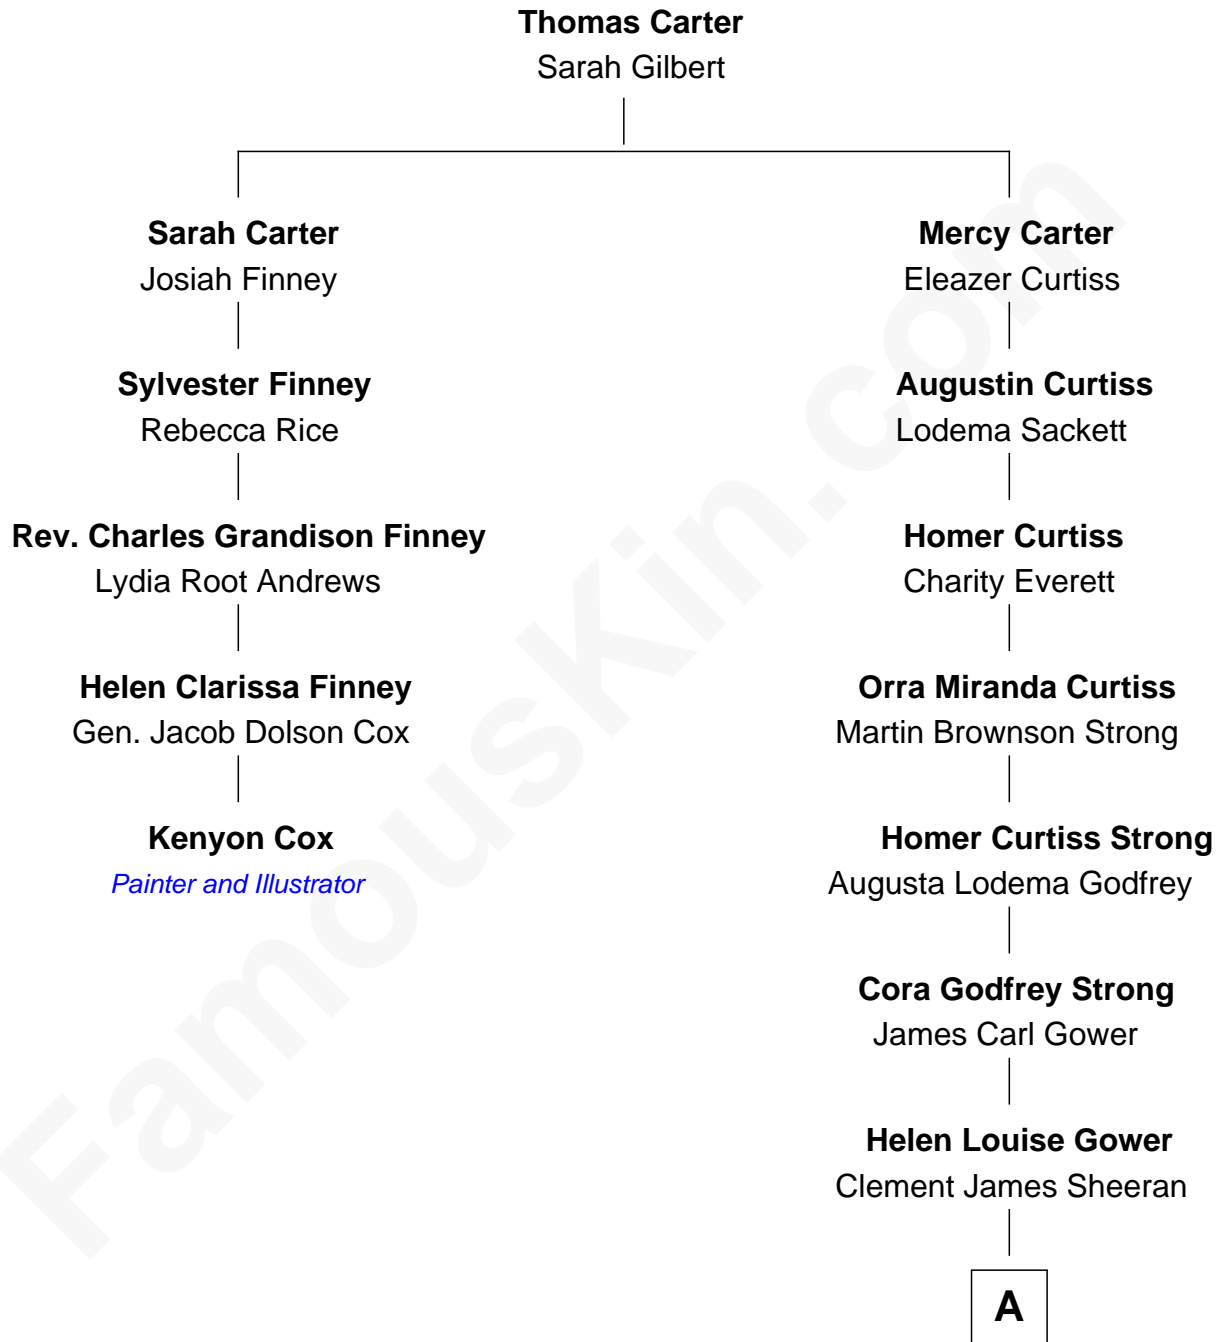 Thomas Carter
Sarah Gilbert
Sarah Carter
Josiah Finney
Mercy Carter
Eleazer Curtiss
Sylvester Finney
Rebecca Rice
Augustin Curtiss
Lodema Sackett
Rev. Charles Grandison Finney
Lydia Root Andrews
Homer Curtiss
Charity Everett
Helen Clarissa Finney
Gen. Jacob Dolson Cox
Orra Miranda Curtiss
Martin Brownson Strong
Kenyon Cox
Painter and Illustrator
Homer Curtiss Strong
Augusta Lodema Godfrey
Cora Godfrey Strong
James Carl Gower
Helen Louise Gower
Clement James Sheeran
A
FamousKin.com